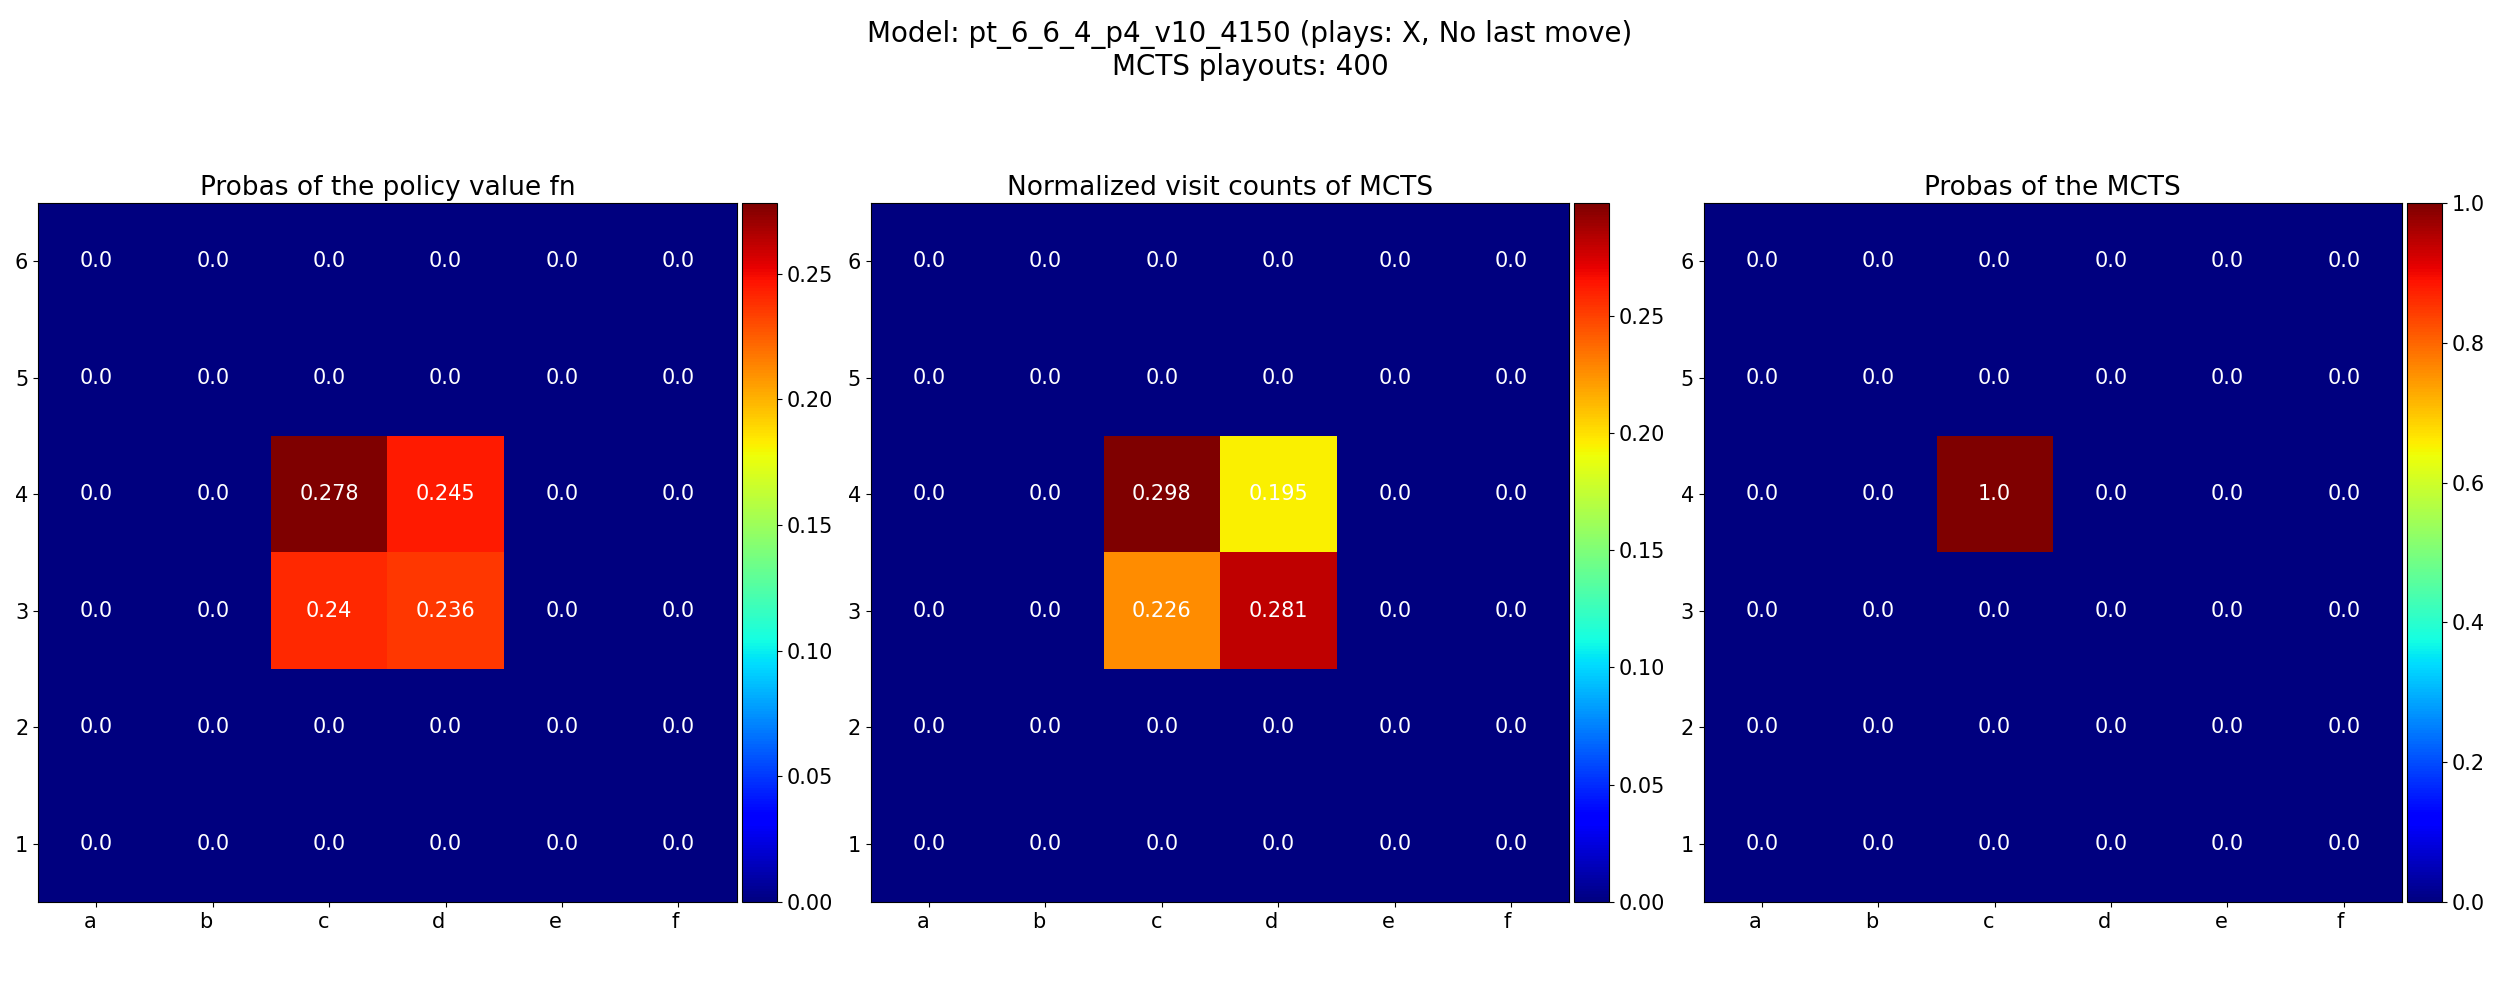 Model: pt_6_6_4_p4_v10_4150 (plays: X, No last move)
MCTS playouts: 400
Probas of the policy value fn
6 0.0 0.0 0.0 0.0 0.0 0.0
5 0.0 0.0 0.0 0.0 0.0 0.0
4 0.0 0.0 0.278 0.245 0.0 0.0
3 0.0 0.0 0.24 0.236 0.0 0.0
2 0.0 0.0 0.0 0.0 0.0 0.0
1 0.0 0.0 0.0 0.0 0.0 0.0
a b c d e f
0.25
0.20
0.15
0.10
0.05
0.00
Normalized visit counts of MCTS
6 0.0 0.0 0.0 0.0 0.0 0.0
5 0.0 0.0 0.0 0.0 0.0 0.0
4 0.0 0.0 0.298 0.195 0.0 0.0
3 0.0 0.0 0.226 0.281 0.0 0.0
2 0.0 0.0 0.0 0.0 0.0 0.0
1 0.0 0.0 0.0 0.0 0.0 0.0
a b c d e f
0.25
0.20
0.15
0.10
0.05
0.00
Probas of the MCTS
6 0.0 0.0 0.0 0.0 0.0 0.0
5 0.0 0.0 0.0 0.0 0.0 0.0
4 0.0 0.0 1.0 0.0 0.0 0.0
3 0.0 0.0 0.0 0.0 0.0 0.0
2 0.0 0.0 0.0 0.0 0.0 0.0
1 0.0 0.0 0.0 0.0 0.0 0.0
a b c d e f
1.0
0.8
0.6
0.4
0.2
0.0